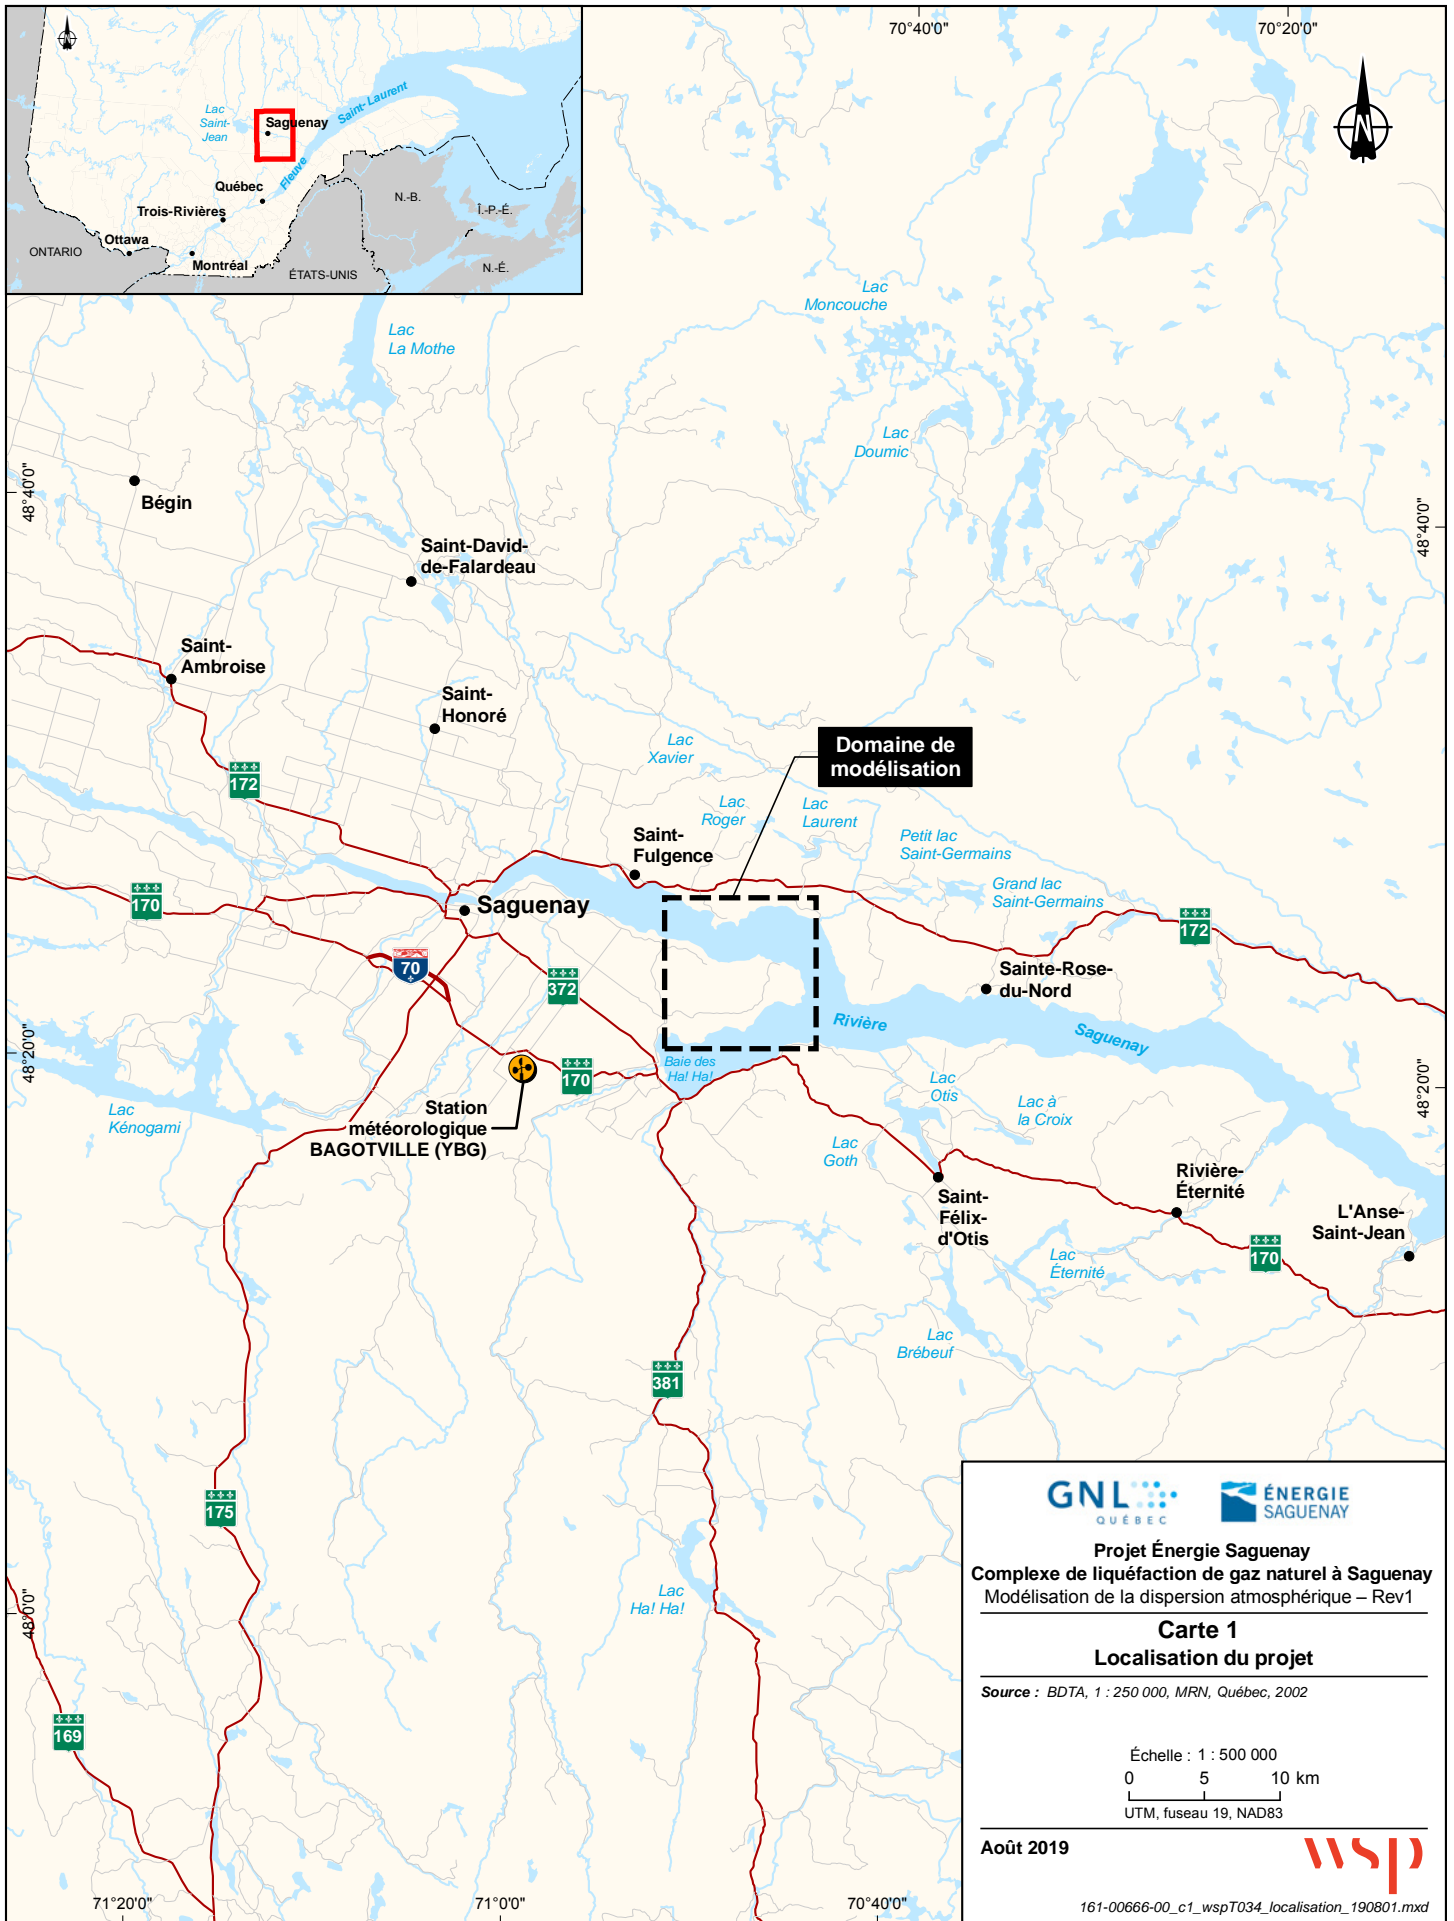 70°40'0"
70°20'0"
Lac
Saint-
Jean
Saguenay
Fleuve
Saint-Laurent
Québec
Trois-Rivières
Ottawa
Montréal
ONTARIO
ÉTATS-UNIS
N.-B.
Î.-P.-É.
N.-É.
N
Lac
Moncouche
Lac
La Mothe
Lac
Doumic
48°40'0"
48°40'0"
Bégin
Saint-David-
de-Falardeau
Saint-
Ambroise
Saint-
Honoré
172
Lac
Xavier
Domaine de
modélisation
Lac
Roger
Lac
Laurent
Saint-
Fulgence
Petit lac
Saint-Germains
Grand lac
Saint-Germains
170
Saguenay
172
70
372
Sainte-Rose-
du-Nord
Rivière
Saguenay
48°20'0"
48°20'0"
Baie des
Ha! Ha!
170
Lac
Kénogami
Station
météorologique
BAGOTVILLE (YBG)
Lac
Otis
Lac à
la Croix
Lac
Goth
Saint-
Félix-
d'Otis
Rivière-
Éternité
L'Anse-
Saint-Jean
170
Lac
Éternité
Lac
Brébeuf
381
175
Lac
Ha! Ha!
48°0'0"
169
71°20'0"
71°0'0"
70°40'0"
GNL
QUÉBEC
ÉNERGIE
SAGUENAY
Projet Énergie Saguenay
Complexe de liquéfaction de gaz naturel à Saguenay
Modélisation de la dispersion atmosphérique – Rev1
Carte 1
Localisation du projet
Source : BDTA, 1 : 250 000, MRN, Québec, 2002
Échelle : 1 : 500 000
0 5 10 km
UTM, fuseau 19, NAD83
Août 2019
wsp
161-00666-00_c1_wspT034_localisation_190801.mxd